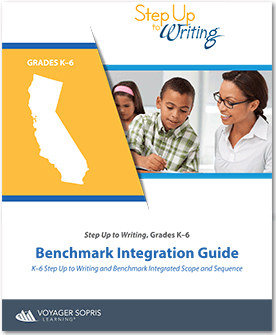 Step Up
to Writing
GRADES K–6
Step Up to Writing, Grades K–6
Benchmark Integration Guide
K–6 Step Up to Writing and Benchmark Integrated Scope and Sequence
VOYAGER SOPRIS
LEARNING®